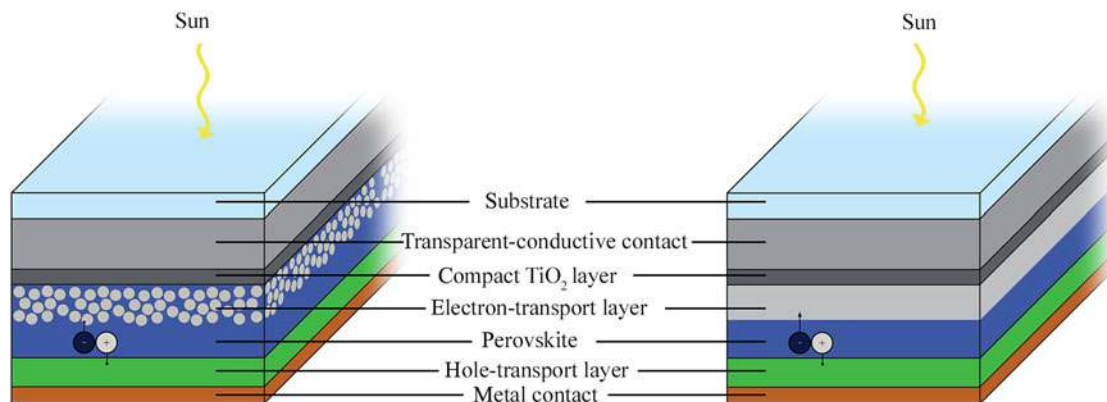 Sun
Sun
Substrate
Transparent-conductive contact
Compact TiO₂ layer
Electron-transport layer
Perovskite
- +
- +
Hole-transport layer
Metal contact